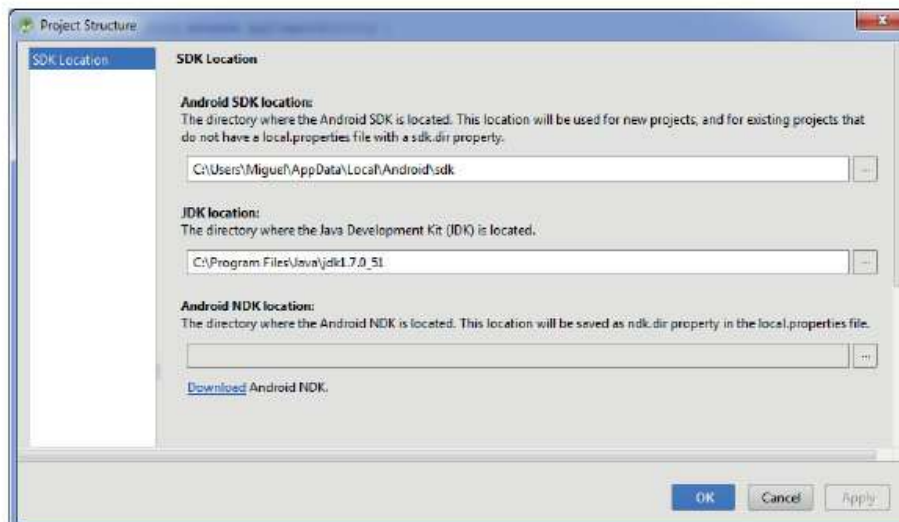 Project Structure
SDK Location
SDK Location
Android SDK location:
The directory where the Android SDK is located. This location will be used for new projects, and for existing projects that
do not have a local.properties file with a sdk.dir property.
C:\Users\Miguel\AppData\Local\Android\sdk
...
JDK location:
The directory where the Java Development Kit (JDK) is located.
C:\Program Files\Java\jdk1.7.0_51
...
Android NDK location:
The directory where the Android NDK is located. This location will be saved as ndk.dir property in the local.properties file.
...
Download Android NDK.
OK
Cancel
Apply